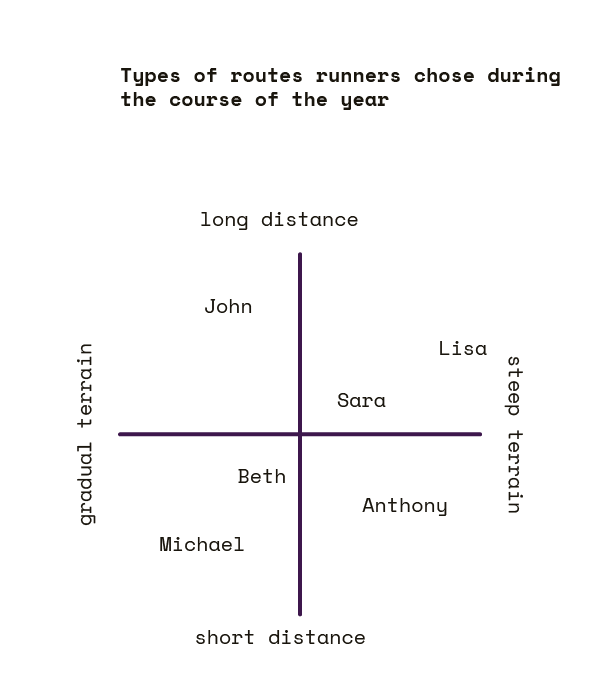 Types of routes runners chose during
the course of the year
long distance
John
Lisa
Sara
gradual terrain
steep terrain
Beth
Anthony
Michael
short distance